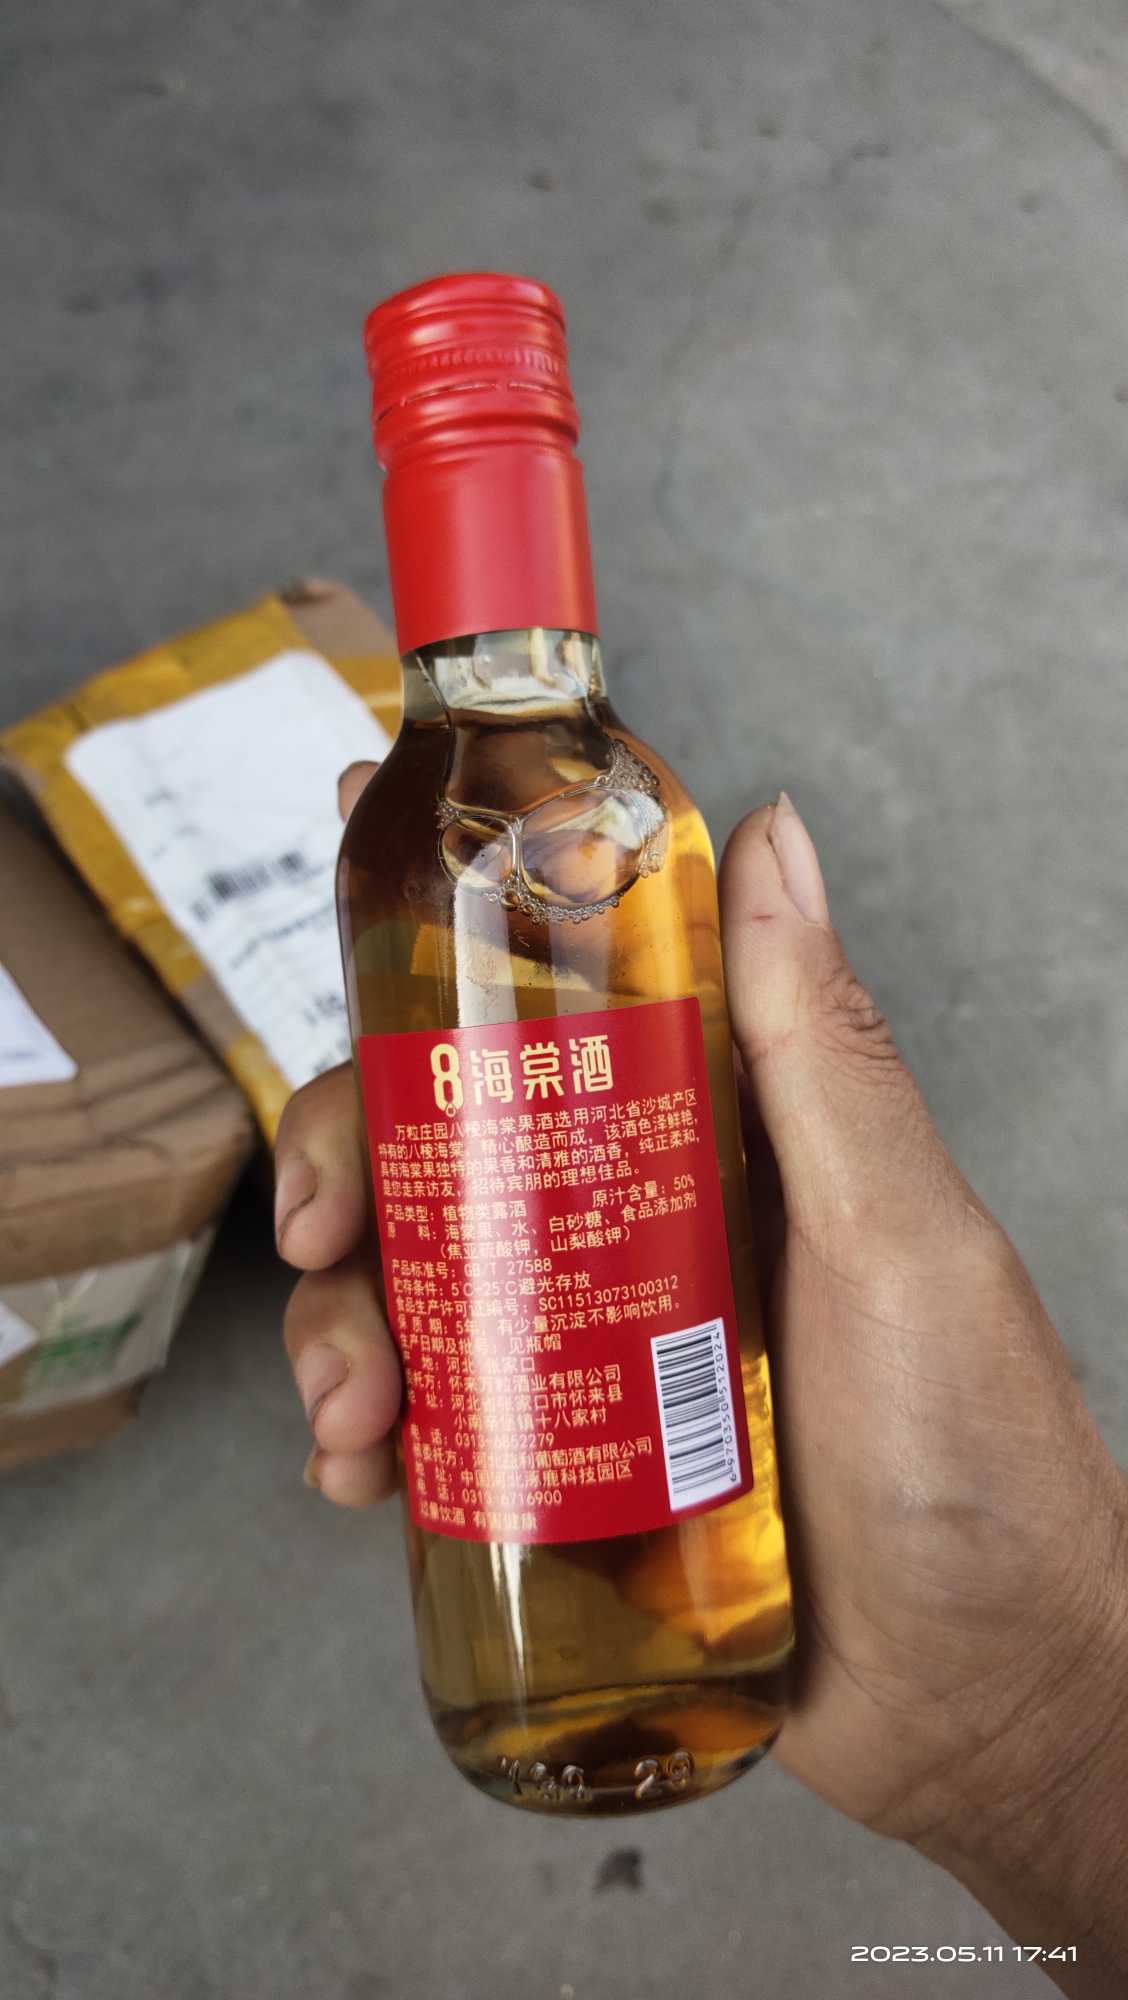 8海棠酒
万粒庄园八棱海棠果酒选用河北省沙城产区
特有的八棱海棠，精心酿造而成，该酒色泽鲜艳，
具有海棠果独特的果香和清雅的酒香，纯正柔和，
是您走亲访友，招待宾朋的理想佳品。
产品类型：植物类露酒 原汁含量：50%
原 料：海棠果、水、白砂糖、食品添加剂
（焦亚硫酸钾，山梨酸钾）
产品标准号：GB/T 27588
贮存条件：5℃-25℃避光存放
食品生产许可证编号：SC11513073100312
保 质 期：5年，有少量沉淀不影响饮用。
生产日期及批号：见瓶帽
产 地：河北 张家口
委托方：怀来万粒酒业有限公司
地 址：河北省张家口市怀来县
小南辛堡镇十八家村
电 话：0313-6852279
被委托方：河北益利葡萄酒有限公司
地 址：中国河北涿鹿科技园区
电 话：0313-6716900
过量饮酒 有害健康
6970350512024
29
2023.05.11 17:41